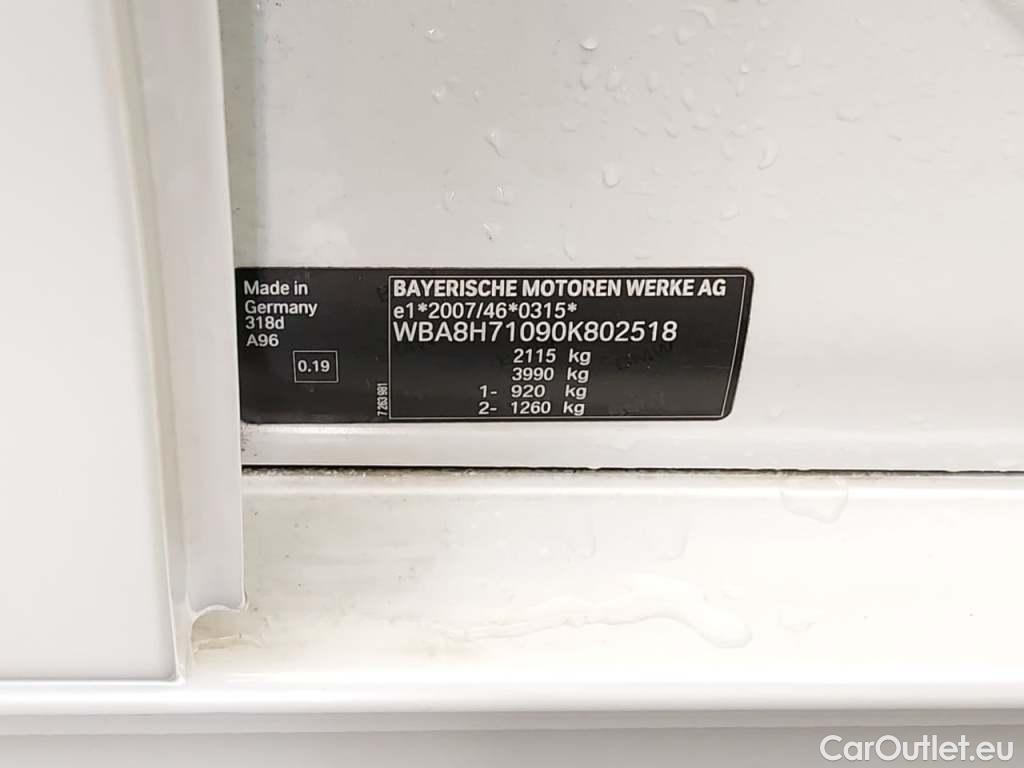 Made in
Germany
318d
A96
0.19
7 263 981
BAYERISCHE MOTOREN WERKE AG
e1*2007/46*0315*
WBA8H71090K802518
2115 kg
3990 kg
1- 920 kg
2- 1260 kg
CarOutlet.eu